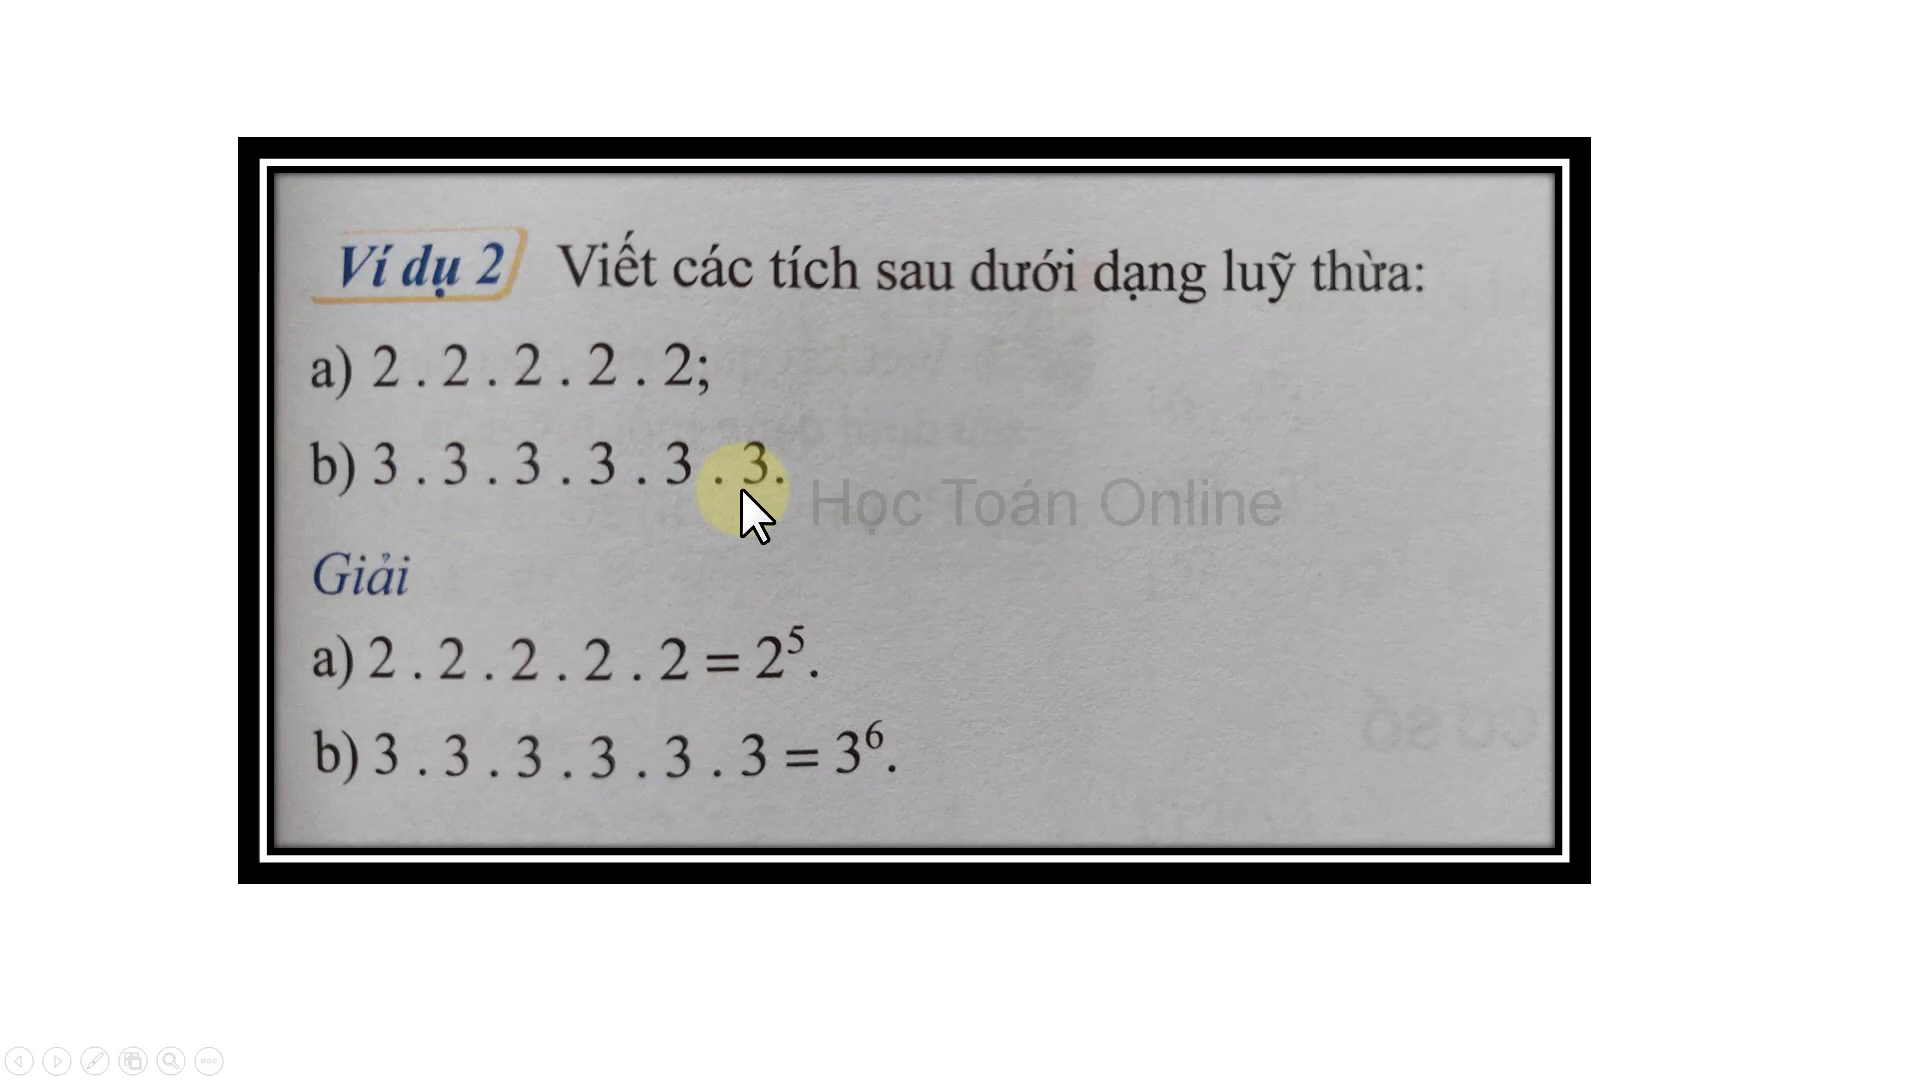 Ví dụ 2 Viết các tích sau dưới dạng luỹ thừa:
a) 2 . 2 . 2 . 2 . 2;
b) 3 . 3 . 3 . 3 . 3 . 3.
Học Toán Online
Giải
a) 2 . 2 . 2 . 2 . 2 = 2⁵.
b) 3 . 3 . 3 . 3 . 3 . 3 = 3⁶.